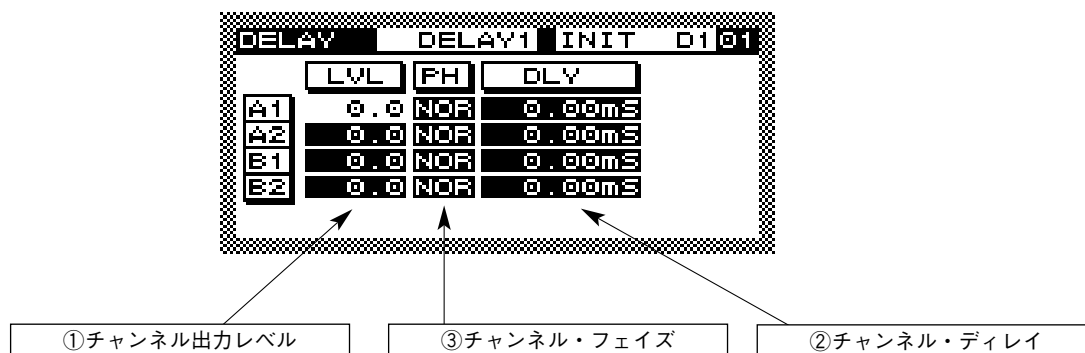 DELAY DELAY1 INIT D1 01
LVL PH DLY
A1 0.0 NOR 0.00mS
A2 0.0 NOR 0.00mS
B1 0.0 NOR 0.00mS
B2 0.0 NOR 0.00mS
①チャンネル出力レベル ③チャンネル・フェイズ ②チャンネル・ディレイ